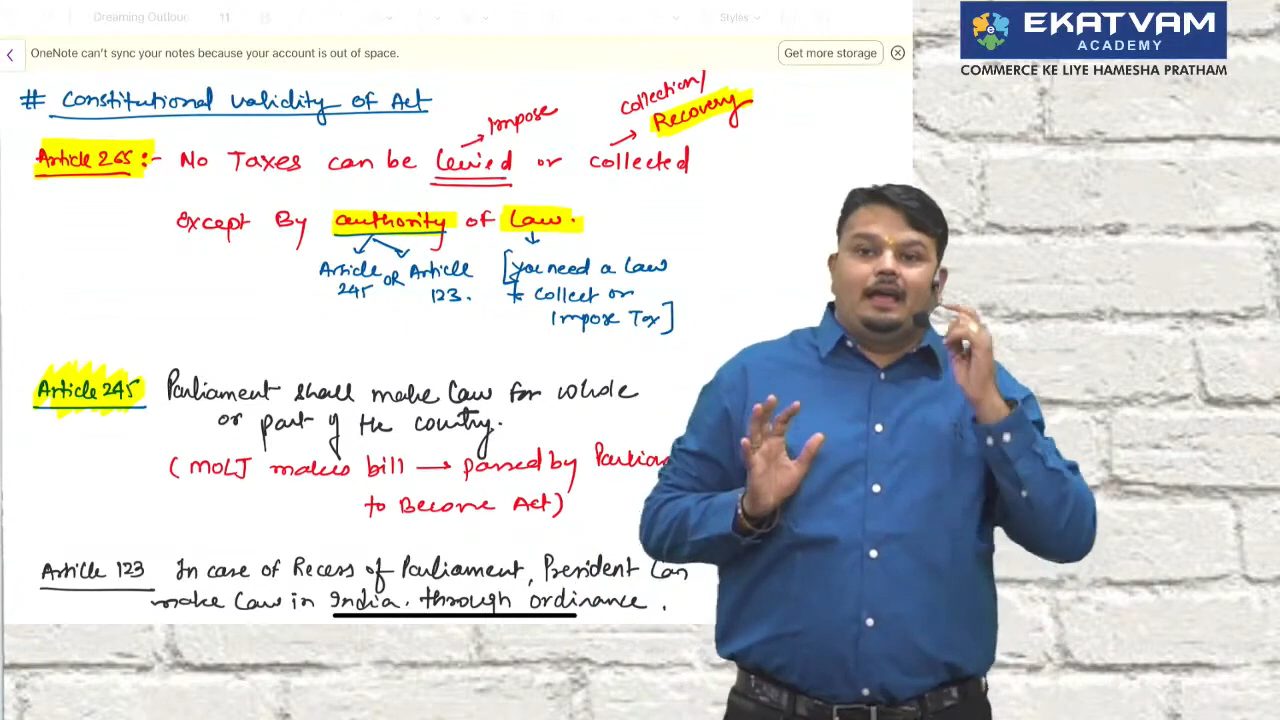 Dreaming Outloud 11 Styles
EKATVAM
ACADEMY
COMMERCE KE LIYE HAMESHA PRATHAM
OneNote can't sync your notes because your account is out of space. Get more storage
# Constitutional validity of Act
collection/
Recovery
Impose
Article 265 :- No Taxes can be levied or collected
Except By authority of Law.
Article 245 OR Article 123.
[you need a law
to collect or
Impose Tax]
Article 245 Parliament shall make Law for whole
or part of the country.
(MOLJ makes bill → passed by
to Become Act)
Article 123 In case of Recess of Parliament, President Can
make Law in India. through ordinance.